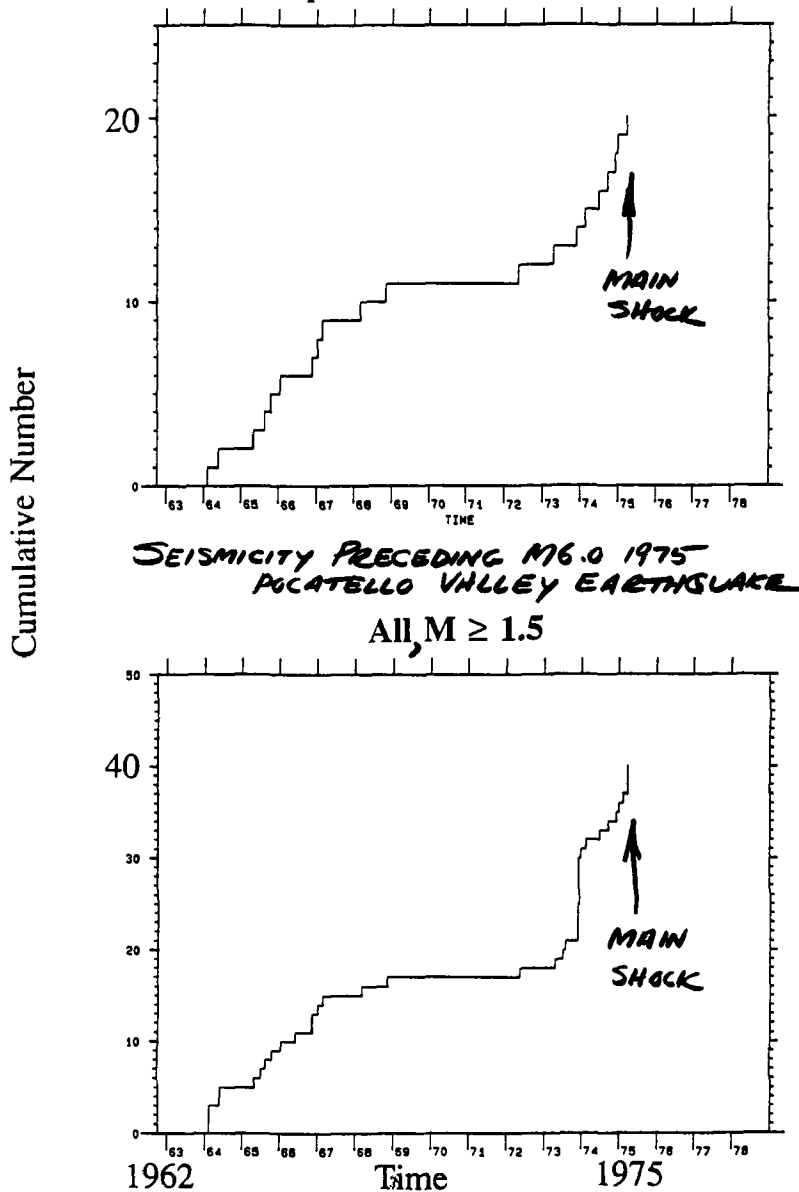 20
10
0
MAIN
SHOCK
'63 '64 '65 '66 '67 '68 '69 '70 '71 '72 '73 '74 '75 '76 '77 '78
TIME
Cumulative Number
SEISMICITY PRECEDING M6.0 1975
POCATELLO VALLEY EARTHQUAKE
All, M ≥ 1.5
50
40
30
20
10
0
MAIN
SHOCK
'63 '64 '65 '66 '67 '68 '69 '70 '71 '72 '73 '74 '75 '76 '77 '78
1962 Time 1975